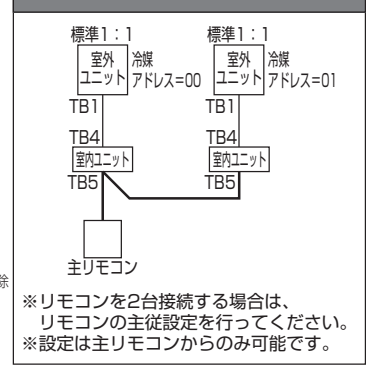 標準1：1 標準1：1
室外 冷媒 室外 冷媒
ユニット アドレス=00 ユニット アドレス=01
TB1 TB1
TB4 TB4
室内ユニット 室内ユニット
TB5 TB5
主リモコン
除
※リモコンを2台接続する場合は、
リモコンの主従設定を行ってください。
※設定は主リモコンからのみ可能です。